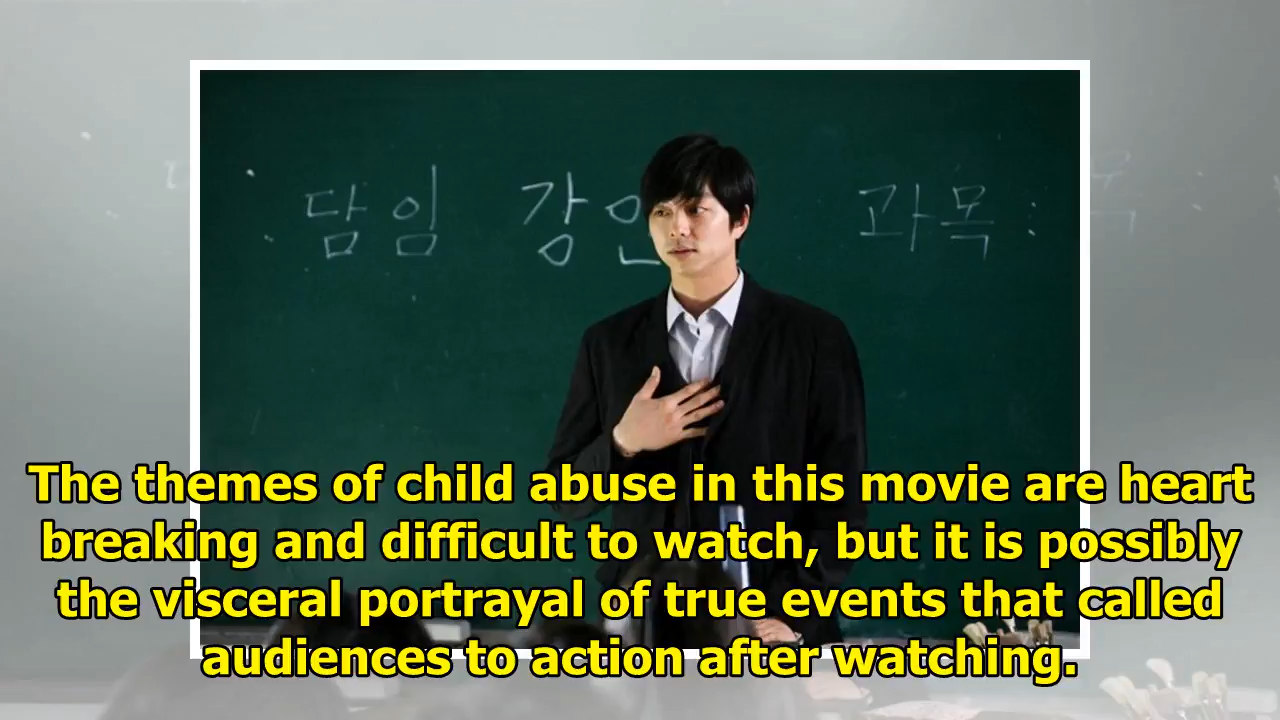 담임 강인 과목 :
The themes of child abuse in this movie are heart
breaking and difficult to watch, but it is possibly
the visceral portrayal of true events that called
audiences to action after watching.